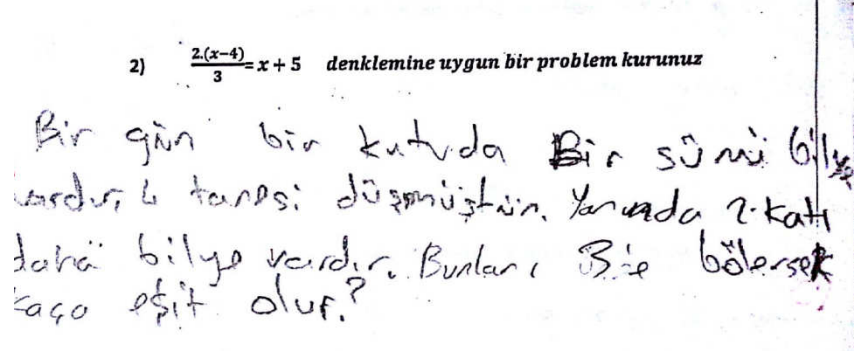 2) 2.(x-4)/3 = x + 5 denklemine uygun bir problem kurunuz
Bir gün bir kutuda Bir sürü bilye
vardır, 4 tanesi düşmüştür. Yanında 2. katı
daha bilye vardır. Bunları 3'e bölersek
kaça eşit olur?